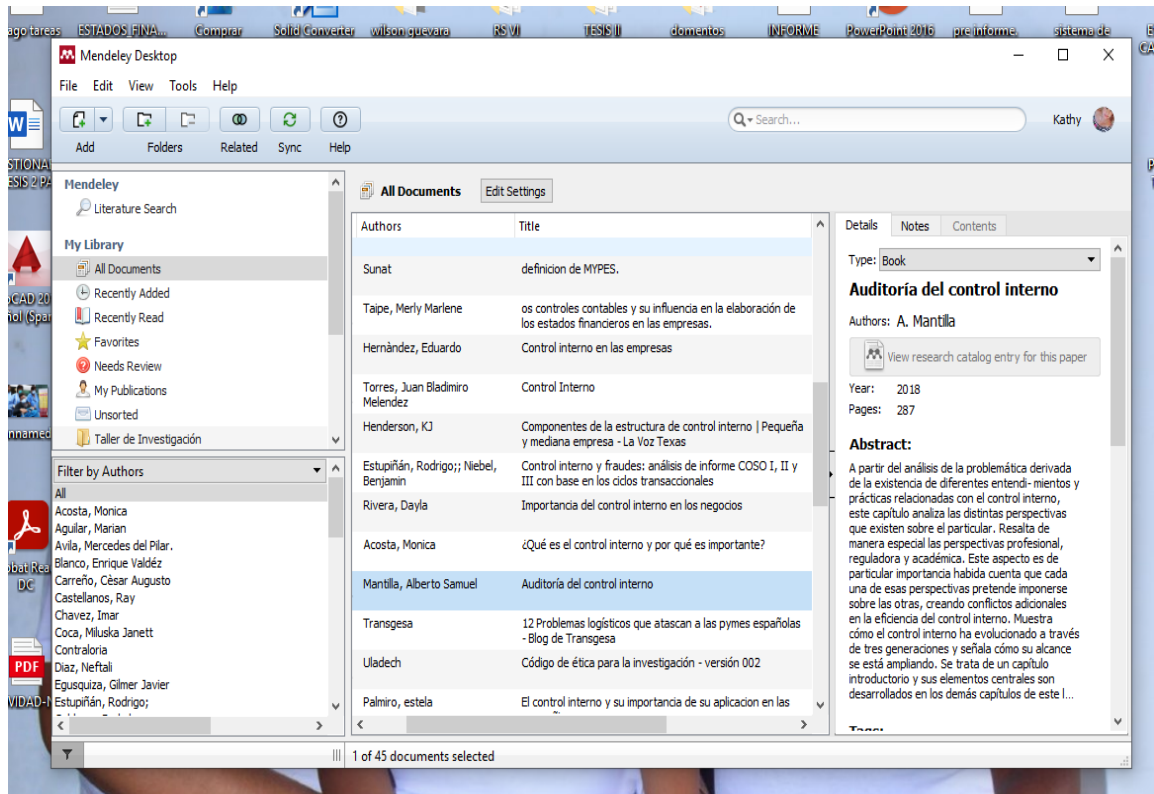 ago tareas ESTADOS_FINA... Comprar Solid Converter wilson guevara RS VI TESIS II domentos INFORME PowerPoint 2016 pre informe. sistema de
Mendeley Desktop
File Edit View Tools Help
Add Folders Related Sync Help
Search...
Kathy
Mendeley
Literature Search
My Library
All Documents
Recently Added
Recently Read
Favorites
Needs Review
My Publications
Unsorted
Taller de Investigación
Filter by Authors
All
Acosta, Monica
Aguilar, Marian
Avila, Mercedes del Pilar.
Blanco, Enrique Valdéz
Carreño, Cèsar Augusto
Castellanos, Ray
Chavez, Imar
Coca, Miluska Janett
Contraloria
Diaz, Neftali
Egusquiza, Gilmer Javier
Estupiñán, Rodrigo;
All Documents Edit Settings
Authors Title
Sunat definicion de MYPES.
Taipe, Merly Marlene os controles contables y su influencia en la elaboración de
los estados financieros en las empresas.
Hernàndez, Eduardo Control interno en las empresas
Torres, Juan Bladimiro Control Interno
Melendez
Henderson, KJ Componentes de la estructura de control interno | Pequeña
y mediana empresa - La Voz Texas
Estupiñán, Rodrigo;; Niebel, Control interno y fraudes: análisis de informe COSO I, II y
Benjamin III con base en los ciclos transaccionales
Rivera, Dayla Importancia del control interno en los negocios
Acosta, Monica ¿Qué es el control interno y por qué es importante?
Mantilla, Alberto Samuel Auditoría del control interno
Transgesa 12 Problemas logísticos que atascan a las pymes españolas
- Blog de Transgesa
Uladech Código de ética para la investigación - versión 002
Palmiro, estela El control interno y su importancia de su aplicacion en las
1 of 45 documents selected
Details Notes Contents
Type: Book
Auditoría del control interno
Authors: A. Mantilla
View research catalog entry for this paper
Year: 2018
Pages: 287
Abstract:
A partir del análisis de la problemática derivada
de la existencia de diferentes entendi- mientos y
prácticas relacionadas con el control interno,
este capítulo analiza las distintas perspectivas
que existen sobre el particular. Resalta de
manera especial las perspectivas profesional,
reguladora y académica. Este aspecto es de
particular importancia habida cuenta que cada
una de esas perspectivas pretende imponerse
sobre las otras, creando conflictos adicionales
en la eficiencia del control interno. Muestra
cómo el control interno ha evolucionado a través
de tres generaciones y señala cómo su alcance
se está ampliando. Se trata de un capítulo
introductorio y sus elementos centrales son
desarrollados en los demás capítulos de este l...
Tags:
PDF
DC